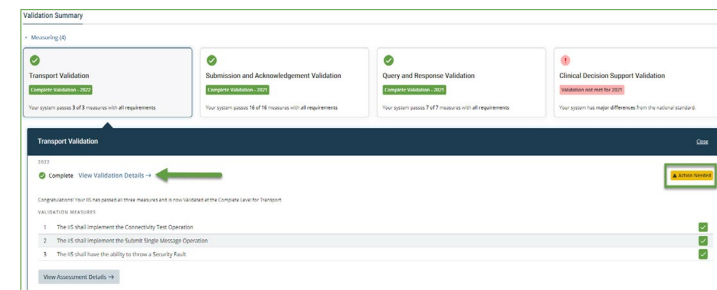 Validation Summary
Measuring (4)
Transport Validation
Complete Validation - 2022
Your system passes 3 of 3 measures with all requirements
Submission and Acknowledgement Validation
Complete Validation - 2021
Your system passes 16 of 16 measures with all requirements
Query and Response Validation
Complete Validation - 2021
Your system passes 7 of 7 measures with all requirements
Clinical Decision Support Validation
Validation not met for 2021
Your system has major differences from the national standard.
Transport Validation
Close
2022
Complete View Validation Details →
Action Needed
Congratulations! Your IIS has passed all three measures and is now Validated at the Complete Level for Transport
VALIDATION MEASURES
1 The IIS shall implement the Connectivity Test Operation
2 The IIS shall implement the Submit Single Message Operation
3 The IIS shall have the ability to throw a Security Fault
View Assessment Details →